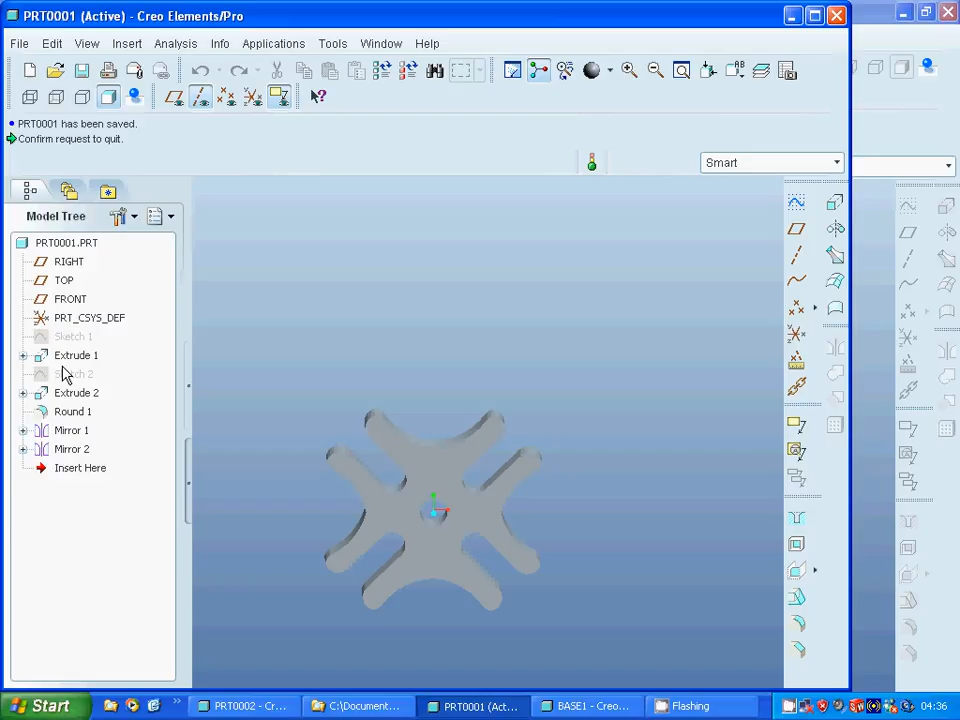 PRT0001 (Active) - Creo Elements/Pro
File Edit View Insert Analysis Info Applications Tools Window Help
PRT0001 has been saved.
Confirm request to quit.
Smart
Model Tree
PRT0001.PRT
RIGHT
TOP
FRONT
PRT_CSYS_DEF
Sketch 1
Extrude 1
Sketch 2
Extrude 2
Round 1
Mirror 1
Mirror 2
Insert Here
Start
PRT0002 - Cr...
C:\Document...
PRT0001 (Act...
BASE1 - Creo...
Flashing
04:36